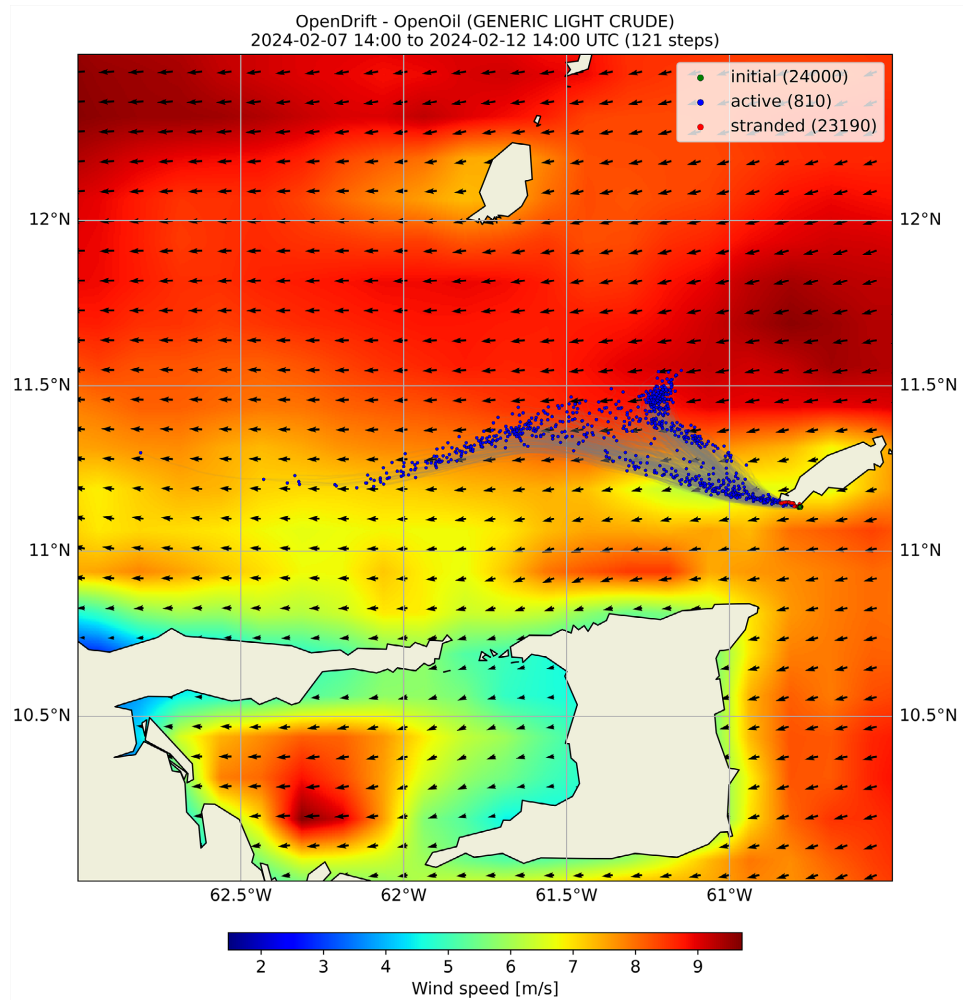 OpenDrift - OpenOil (GENERIC LIGHT CRUDE)
2024-02-07 14:00 to 2024-02-12 14:00 UTC (121 steps)
initial (24000)
active (810)
stranded (23190)
12°N 12°N
11.5°N 11.5°N
11°N 11°N
10.5°N 10.5°N
62.5°W 62°W 61.5°W 61°W
2 3 4 5 6 7 8 9
Wind speed [m/s]